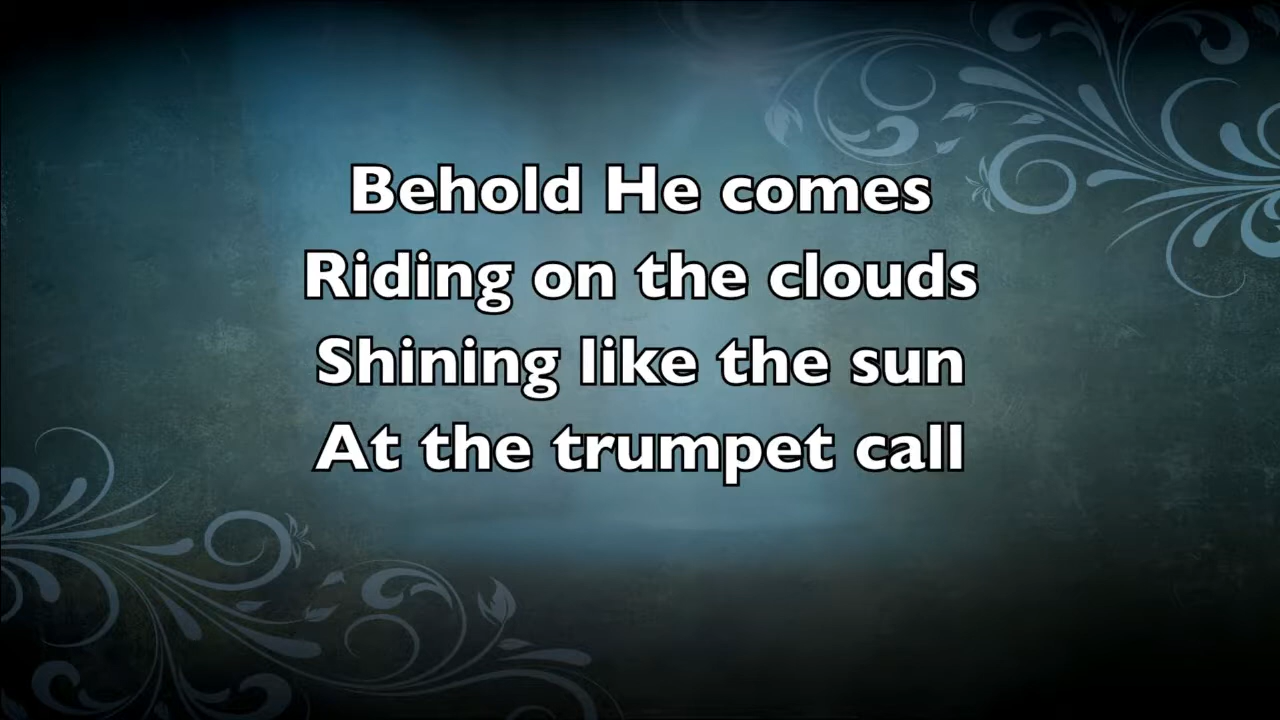 Behold He comes
Riding on the clouds
Shining like the sun
At the trumpet call